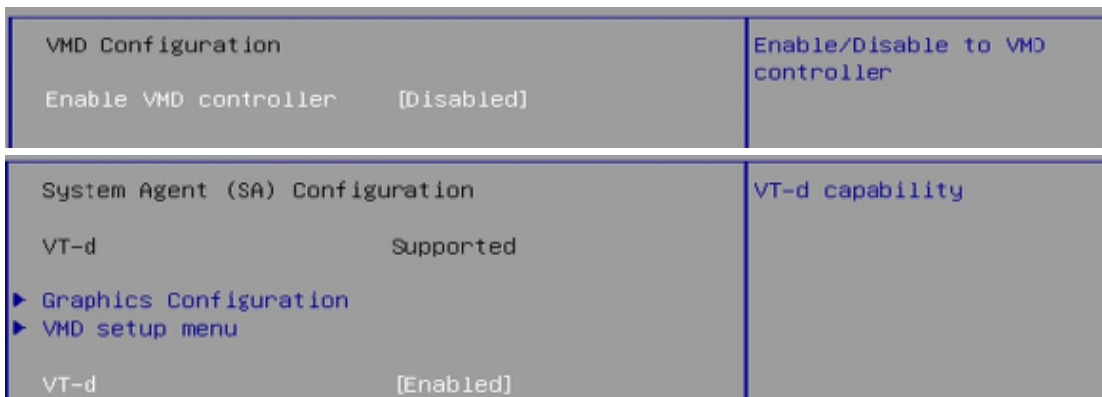 VMD Configuration
Enable VMD controller [Disabled]
Enable/Disable to VMD
controller
System Agent (SA) Configuration
VT-d Supported
▶ Graphics Configuration
▶ VMD setup menu
VT-d [Enabled]
VT-d capability